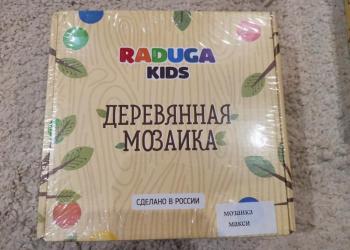 RADUGA
KIDS
ДЕРЕВЯННАЯ
МОЗАИКА
СДЕЛАНО В РОССИИ
мозаика
макси